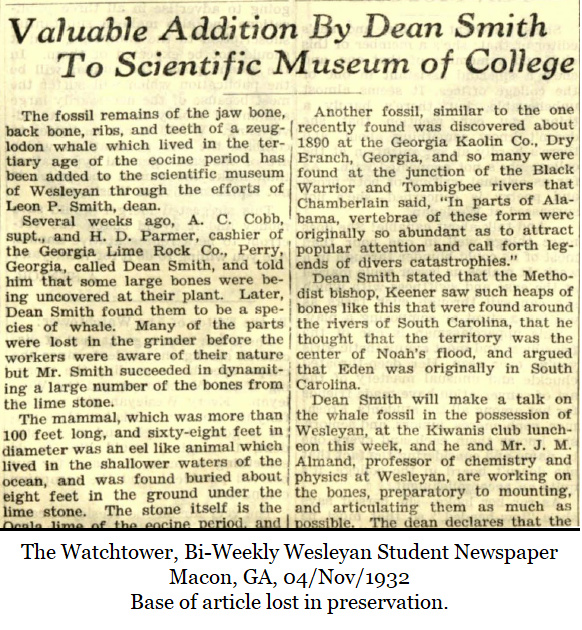 Valuable Addition By Dean Smith
To Scientific Museum of College
The fossil remains of the jaw bone,
back bone, ribs, and teeth of a zeug-
lodon whale which lived in the ter-
tiary age of the eocine period has
been added to the scientific museum
of Wesleyan through the efforts of
Leon P. Smith, dean.
Several weeks ago, A. C. Cobb,
supt., and H. D. Parmer, cashier of
the Georgia Lime Rock Co., Perry,
Georgia, called Dean Smith, and told
him that some large bones were be-
ing uncovered at their plant. Later,
Dean Smith found them to be a spe-
cies of whale. Many of the parts
were lost in the grinder before the
workers were aware of their nature
but Mr. Smith succeeded in dynamit-
ing a large number of the bones from
the lime stone.
The mammal, which was more than
100 feet long, and sixty-eight feet in
diameter was an eel like animal which
lived in the shallower waters of the
ocean, and was found buried about
eight feet in the ground under the
lime stone. The stone itself is the
Ocala lime of the eocine period, and
Another fossil, similar to the one
recently found was discovered about
1890 at the Georgia Kaolin Co., Dry
Branch, Georgia, and so many were
found at the junction of the Black
Warrior and Tombigbee rivers that
Chamberlain said, "In parts of Ala-
bama, vertebrae of these form were
originally so abundant as to attract
popular attention and call forth leg-
ends of divers catastrophies."
Dean Smith stated that the Metho-
dist bishop, Keener saw such heaps of
bones like this that were found around
the rivers of South Carolina, that he
thought that the territory was the
center of Noah's flood, and argued
that Eden was originally in South
Carolina.
Dean Smith will make a talk on
the whale fossil in the possession of
Wesleyan, at the Kiwanis club lunch-
eon this week, and he and Mr. J. M.
Almand, professor of chemistry and
physics at Wesleyan, are working on
the bones, preparatory to mounting,
and articulating them as much as
possible. The dean declares that the
The Watchtower, Bi-Weekly Wesleyan Student Newspaper
Macon, GA, 04/Nov/1932
Base of article lost in preservation.